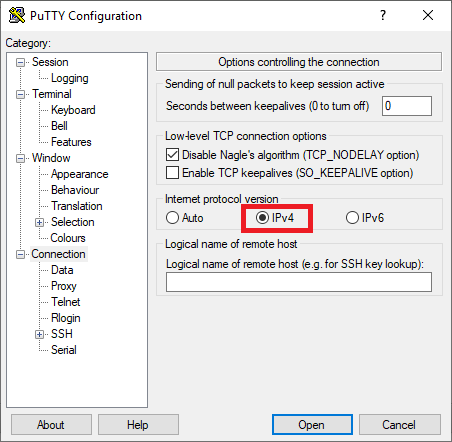 PuTTY Configuration
?
Category:
Session
Logging
Terminal
Keyboard
Bell
Features
Window
Appearance
Behaviour
Translation
Selection
Colours
Connection
Data
Proxy
Telnet
Rlogin
SSH
Serial
Options controlling the connection
Sending of null packets to keep session active
Seconds between keepalives (0 to turn off) 0
Low-level TCP connection options
Disable Nagle's algorithm (TCP_NODELAY option)
Enable TCP keepalives (SO_KEEPALIVE option)
Internet protocol version
Auto IPv4 IPv6
Logical name of remote host
Logical name of remote host (e.g. for SSH key lookup):
About Help Open Cancel